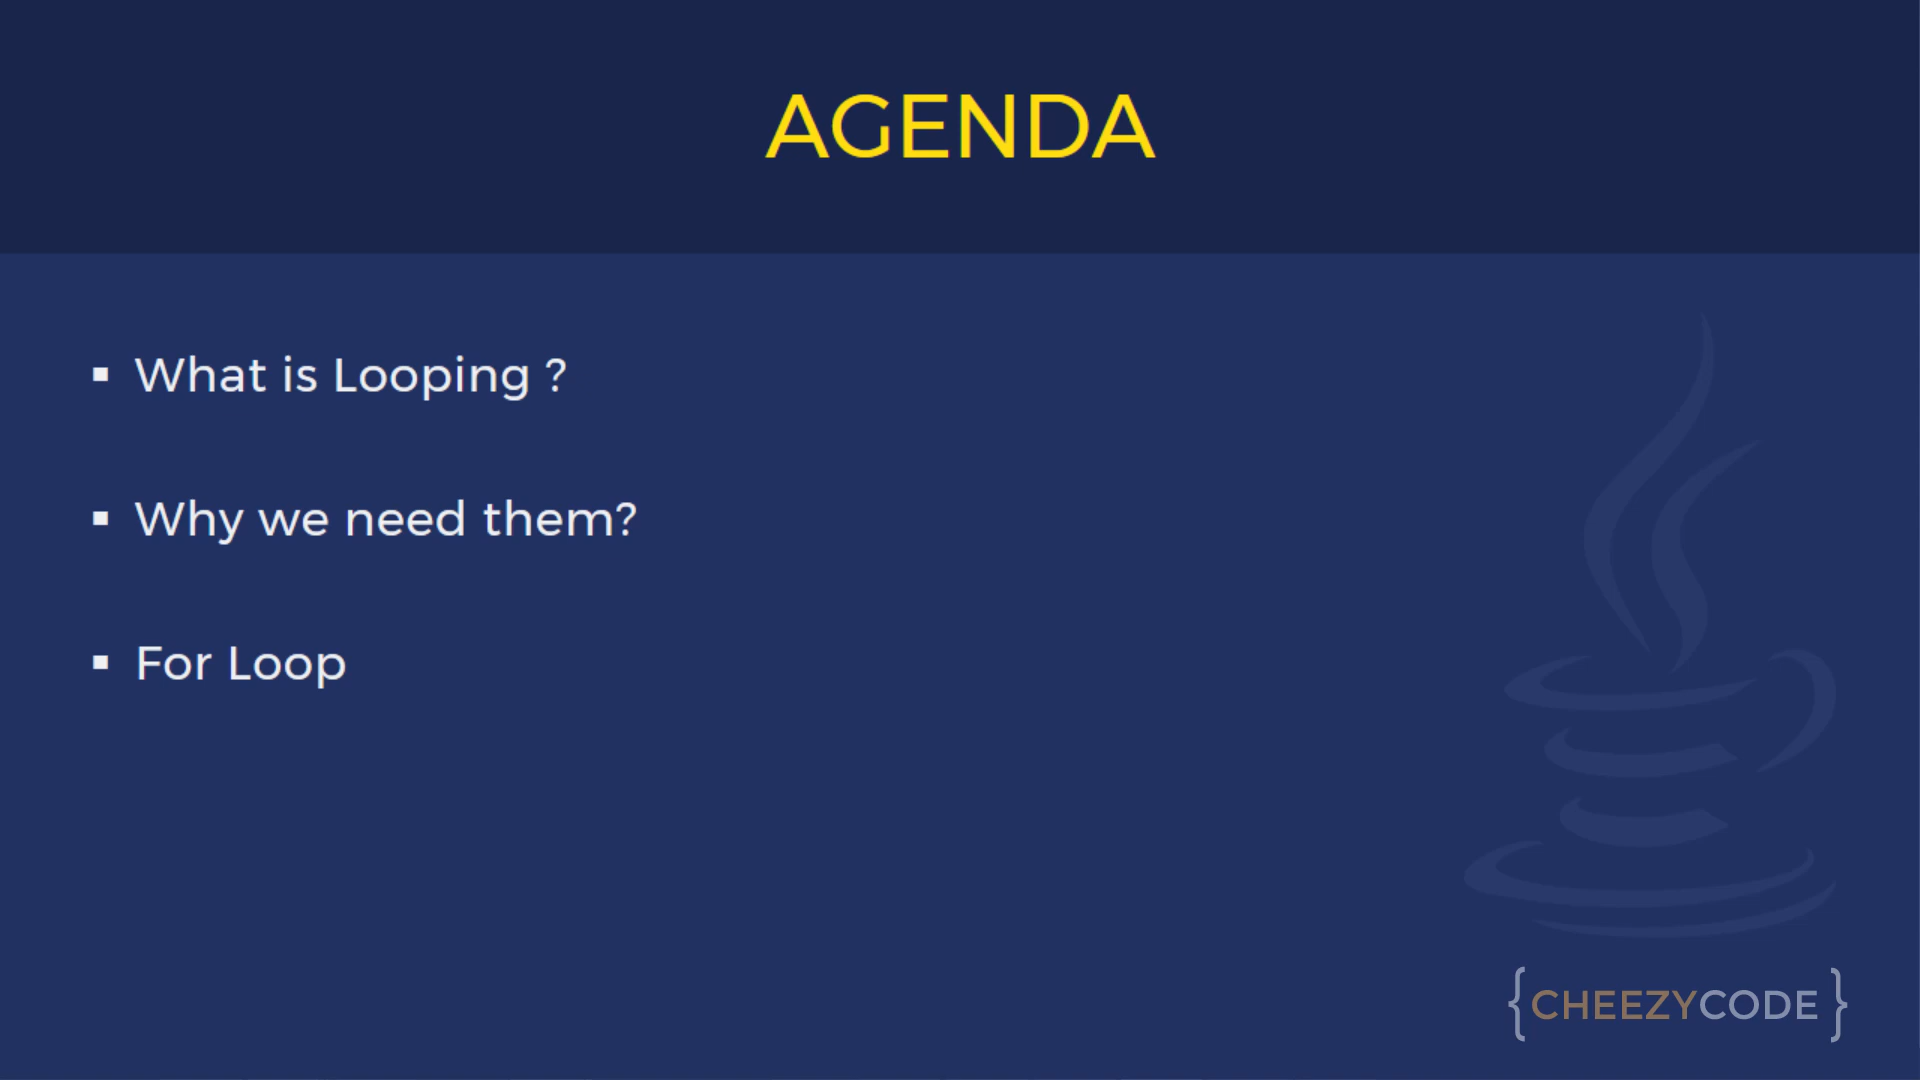 AGENDA
▪ What is Looping ?
▪ Why we need them?
▪ For Loop
{CHEEZYCODE}